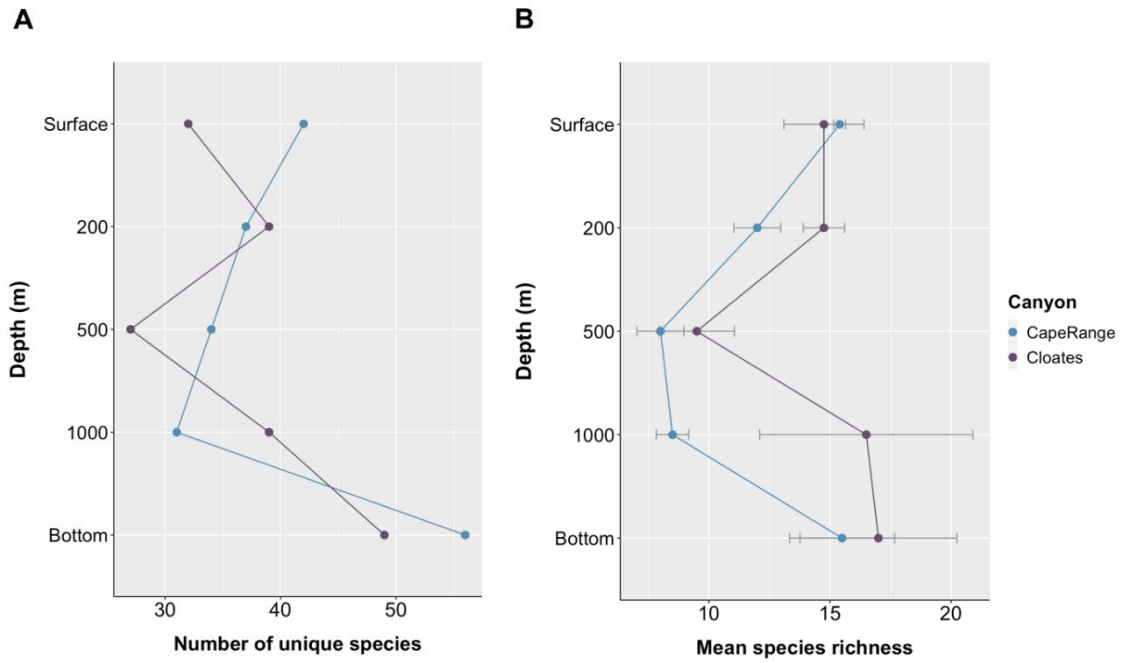 A
Surface
200
500
1000
Bottom
Depth (m)
30 40 50
Number of unique species
B
Surface
200
500
1000
Bottom
Depth (m)
10 15 20
Mean species richness
Canyon
CapeRange
Cloates